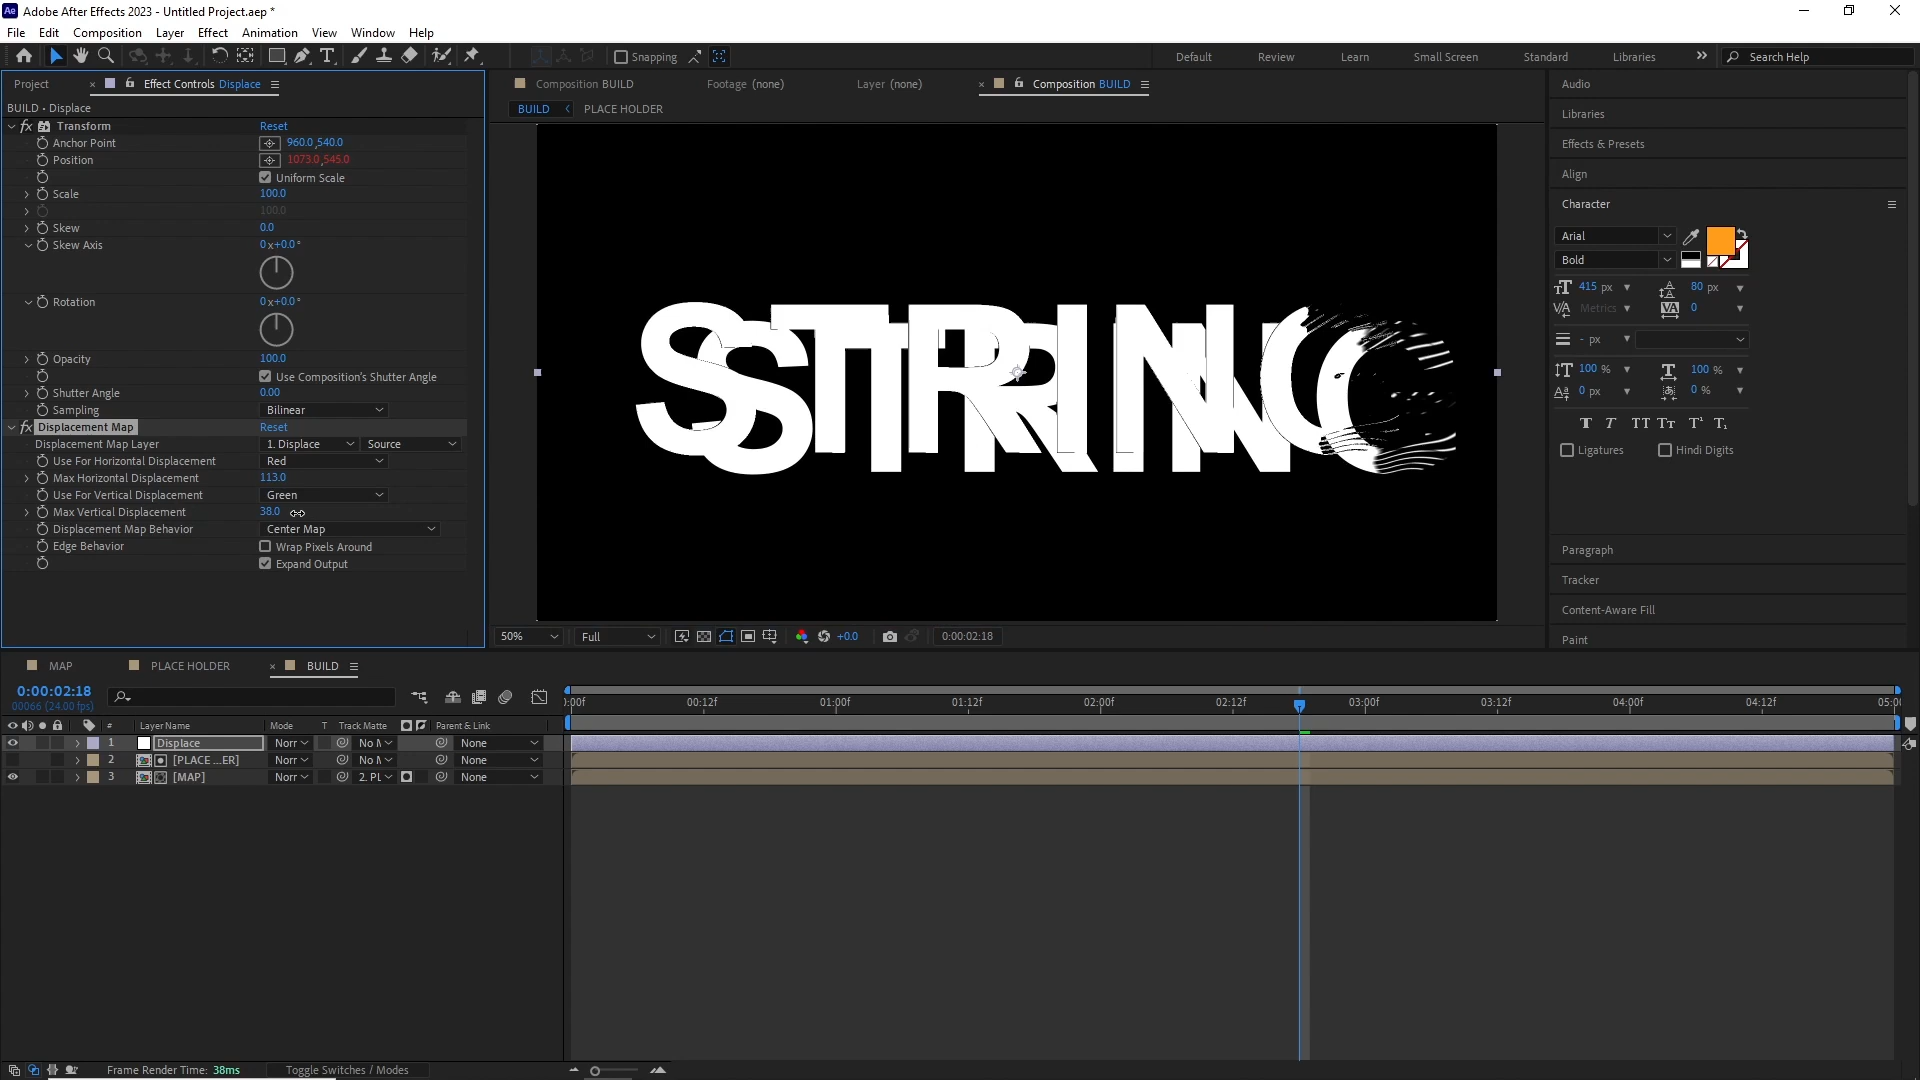 Ae Adobe After Effects 2023 - Untitled Project.aep *
File Edit Composition Layer Effect Animation View Window Help
Snapping Default Review Learn Small Screen Standard Libraries Search Help
Project Effect Controls Displace
BUILD • Displace
fx Transform Reset
Anchor Point 960.0,540.0
Position 1073.0,545.0
Uniform Scale
Scale 100.0
100.0
Skew 0.0
Skew Axis 0x+0.0°
Rotation 0x+0.0°
Opacity 100.0
Use Composition's Shutter Angle
Shutter Angle 0.00
Sampling Bilinear
fx Displacement Map Reset
Displacement Map Layer 1. Displace Source
Use For Horizontal Displacement Red
Max Horizontal Displacement 113.0
Use For Vertical Displacement Green
Max Vertical Displacement 38.0
Displacement Map Behavior Center Map
Edge Behavior Wrap Pixels Around
Expand Output
Composition BUILD Footage (none) Layer (none) Composition BUILD
BUILD PLACE HOLDER
50% Full +0.0 0:00:02:18
Audio
Libraries
Effects & Presets
Align
Character
Arial
Bold
415 px 80 px
Metrics 0
- px
100 % 100 %
0 px 0 %
T T TT Tt T¹ T₁
Ligatures Hindi Digits
Paragraph
Tracker
Content-Aware Fill
Paint
MAP PLACE HOLDER BUILD
0:00:02:18
00066 (24.00 fps)
:00f 00:12f 01:00f 01:12f 02:00f 02:12f 03:00f 03:12f 04:00f 04:12f 05:00
# Layer Name Mode T Track Matte Parent & Link
1 Displace Norr No M None
2 [PLACE ...ER] Norr No M None
3 [MAP] Norr 2. PL None
Frame Render Time: 38ms Toggle Switches / Modes